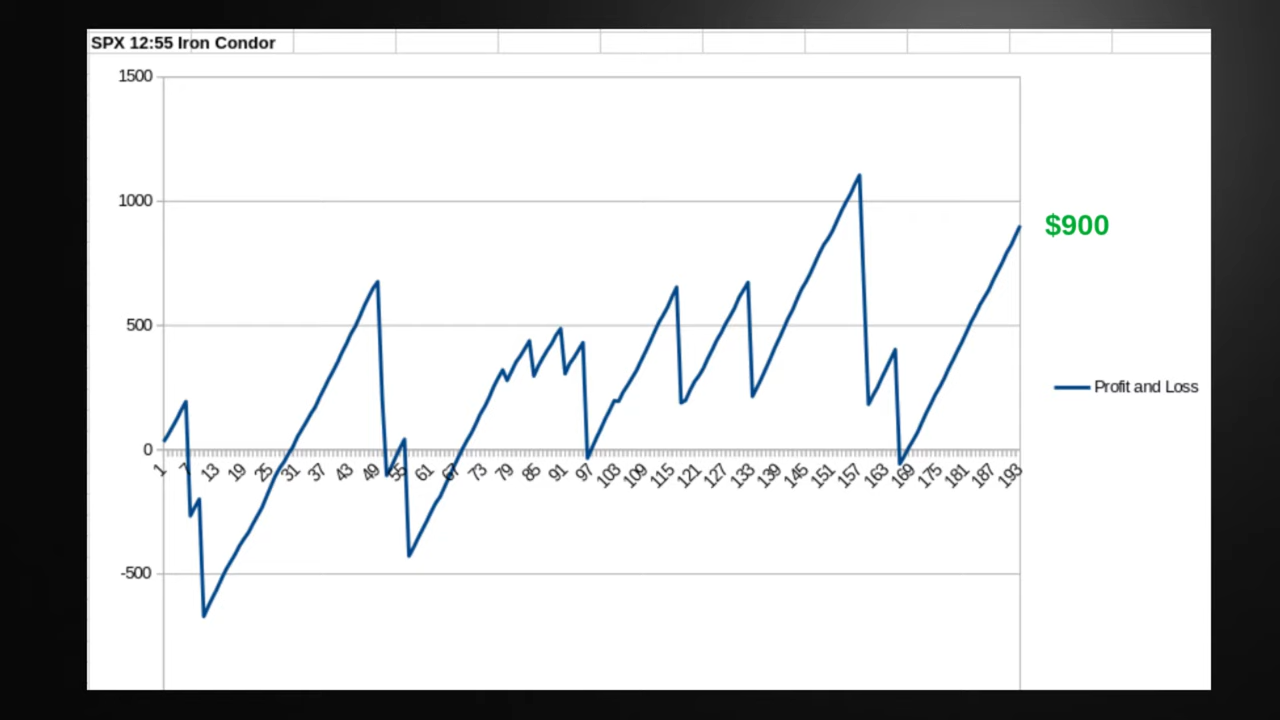 SPX 12:55 Iron Condor
1500
1000
$900
500
Profit and Loss
0
1 7 13 19 25 31 37 43 49 55 61 67 73 79 85 91 97 103 109 115 121 127 133 139 145 151 157 163 169 175 181 187 193
-500